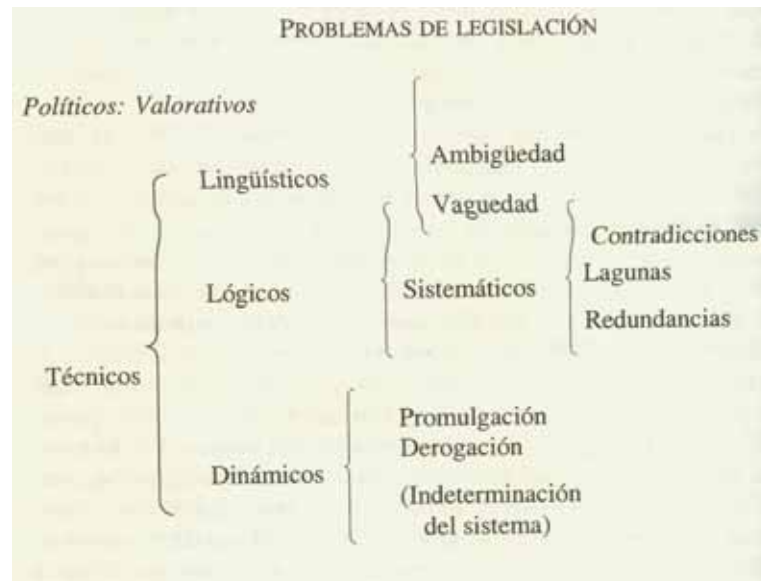 PROBLEMAS DE LEGISLACIÓN
Políticos: Valorativos
Ambigüedad
Lingüísticos
Vaguedad
Contradicciones
Lógicos
Sistemáticos
Lagunas
Redundancias
Técnicos
Promulgación
Derogación
Dinámicos
(Indeterminación
del sistema)